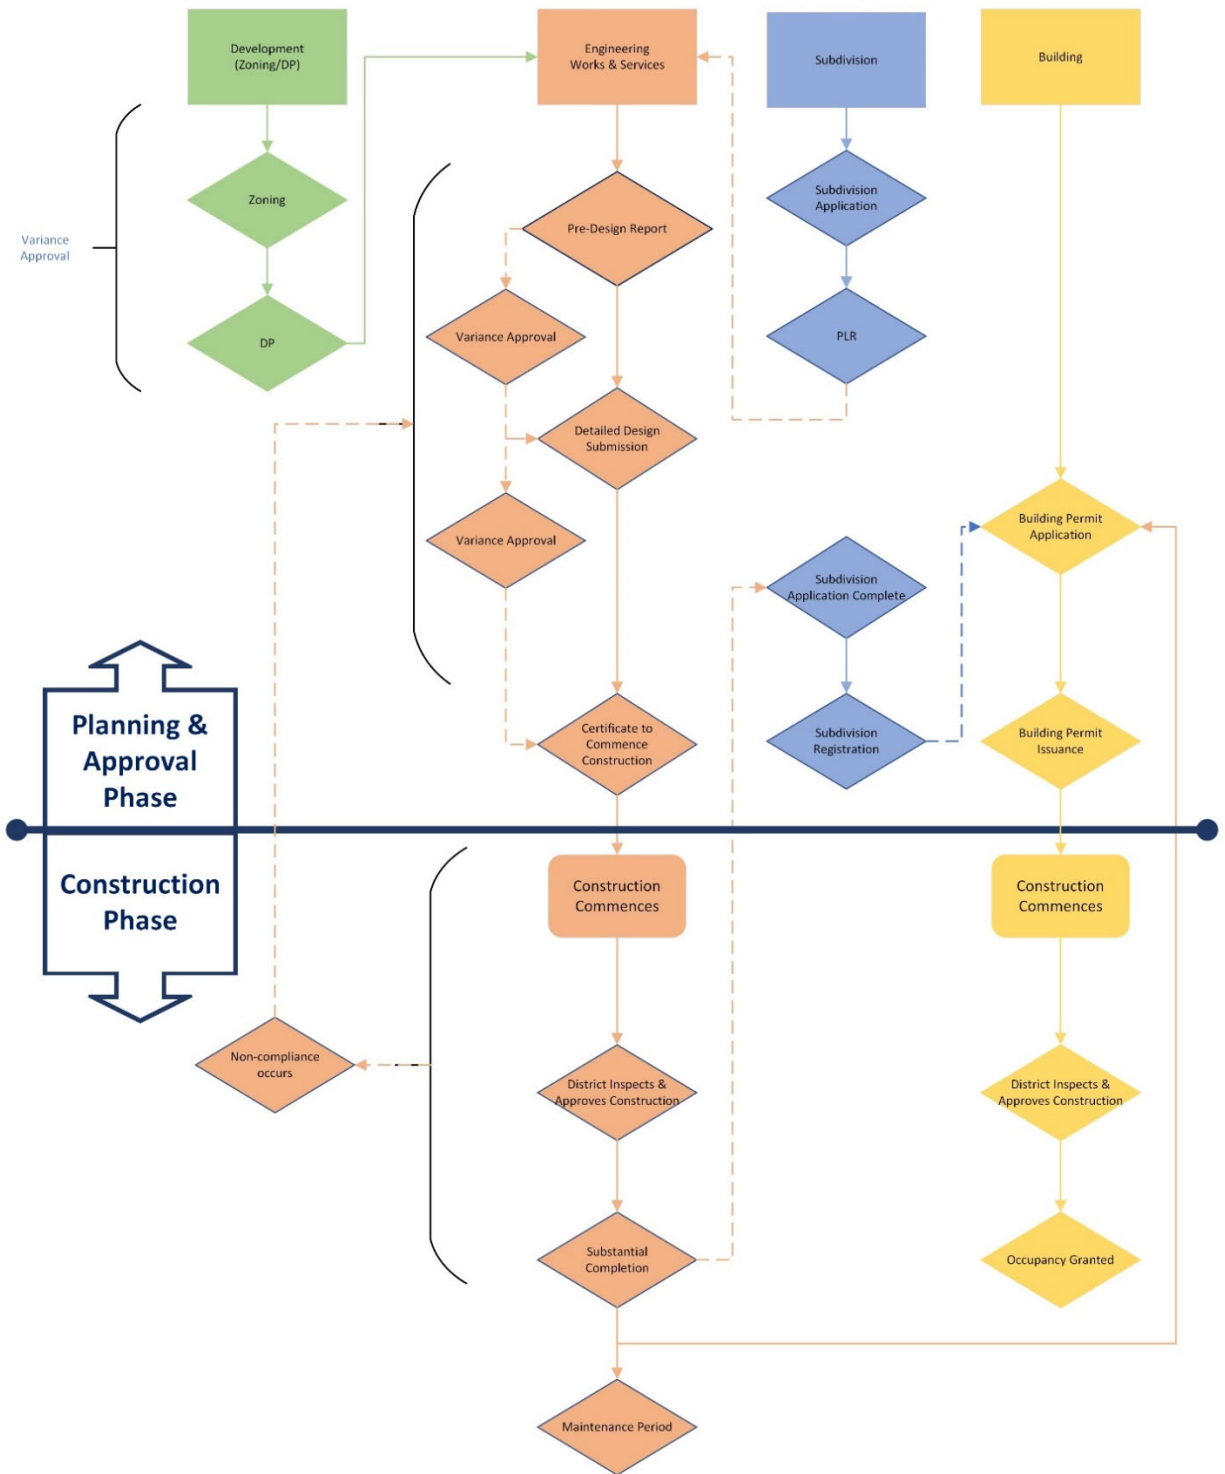 Development
(Zoning/DP)
Engineering
Works & Services
Subdivision
Building
Zoning
Subdivision
Application
Pre-Design Report
Variance
Approval
DP
Variance Approval
PLR
Detailed Design
Submission
Building Permit
Application
Variance Approval
Subdivision
Application Complete
Planning &
Approval
Phase
Certificate to
Commence
Construction
Subdivision
Registration
Building Permit
Issuance
Construction
Phase
Construction
Commences
Construction
Commences
Non-compliance
occurs
District Inspects &
Approves Construction
District Inspects &
Approves Construction
Substantial
Completion
Occupancy Granted
Maintenance Period